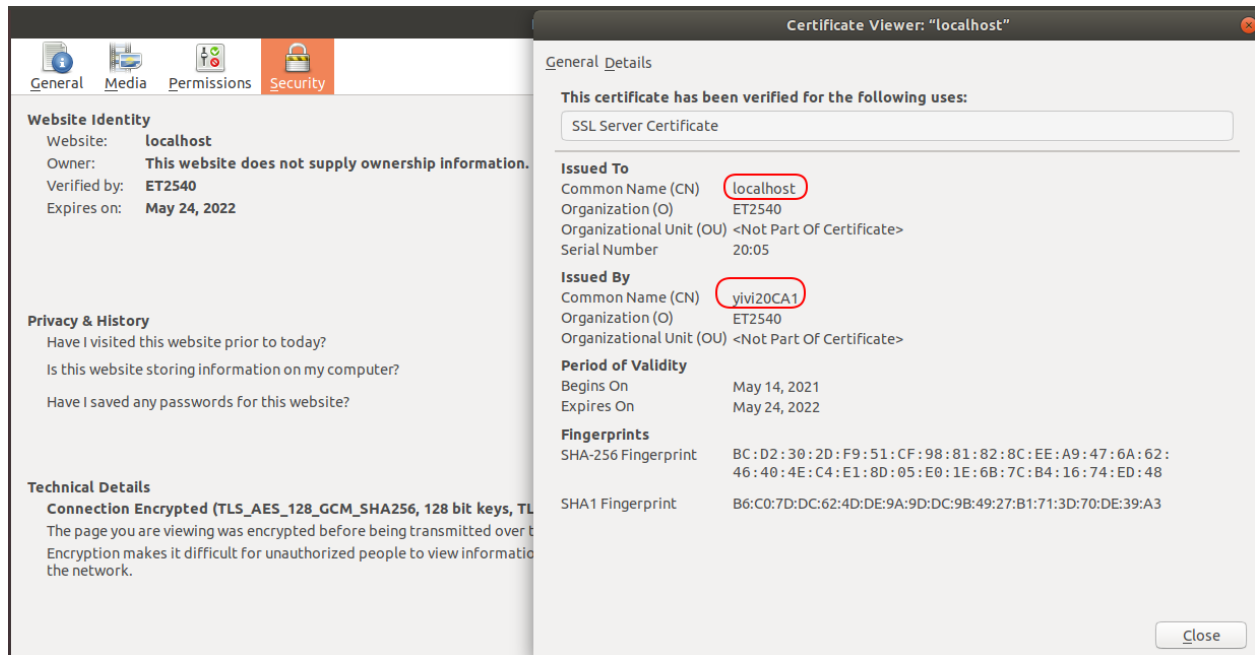 Certificate Viewer: “localhost”
General Media Permissions Security
Website Identity
Website: localhost
Owner: This website does not supply ownership information.
Verified by: ET2540
Expires on: May 24, 2022
Privacy & History
Have I visited this website prior to today?
Is this website storing information on my computer?
Have I saved any passwords for this website?
Technical Details
Connection Encrypted (TLS_AES_128_GCM_SHA256, 128 bit keys, TL
The page you are viewing was encrypted before being transmitted over
Encryption makes it difficult for unauthorized people to view
the network.
General Details
This certificate has been verified for the following uses:
SSL Server Certificate
Issued To
Common Name (CN) localhost
Organization (O) ET2540
Organizational Unit (OU) <Not Part Of Certificate>
Serial Number 20:05
Issued By
Common Name (CN) yivi20CA1
Organization (O) ET2540
Organizational Unit (OU) <Not Part Of Certificate>
Period of Validity
Begins On May 14, 2021
Expires On May 24, 2022
Fingerprints
SHA-256 Fingerprint BC:D2:30:2D:F9:51:CF:98:81:82:8C:EE:A9:47:6A:62:
46:40:4E:C4:E1:8D:05:E0:1E:6B:7C:B4:16:74:ED:48
SHA1 Fingerprint B6:C0:7D:DC:62:4D:DE:9A:9D:DC:9B:49:27:B1:71:3D:70:DE:39:A3
Close